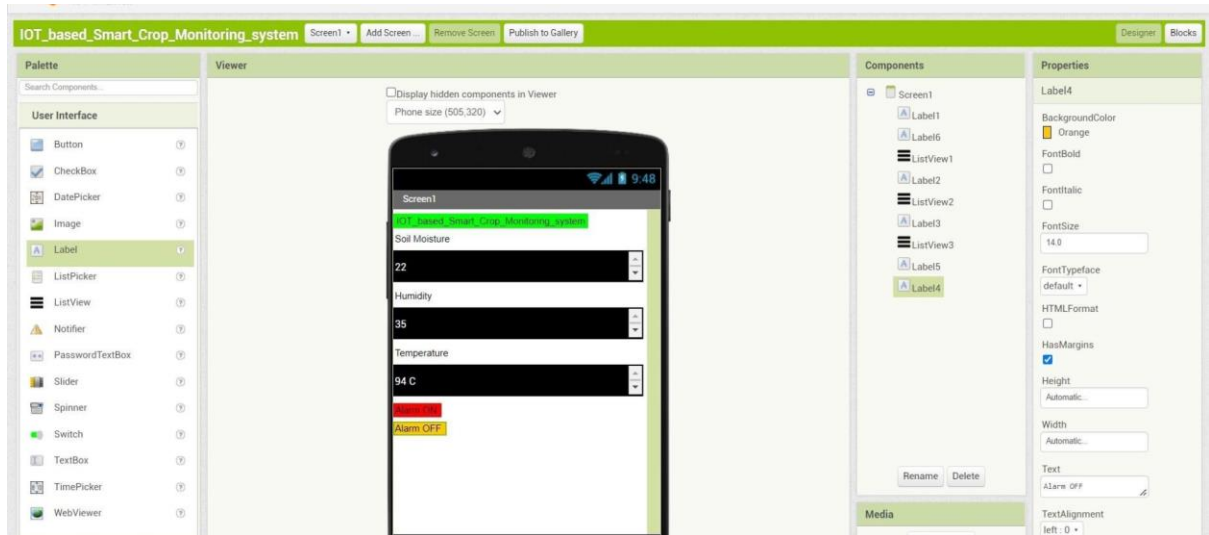 IOT_based_Smart_Crop_Monitoring_system Screen1 Add Screen ... Remove Screen Publish to Gallery Designer Blocks
Palette
Search Components...
User Interface
Button
CheckBox
DatePicker
Image
Label
ListPicker
ListView
Notifier
PasswordTextBox
Slider
Spinner
Switch
TextBox
TimePicker
WebViewer
Viewer
Display hidden components in Viewer
Phone size (505,320)
9:48
Screen1
IOT_based_Smart_Crop_Monitoring_system
Soil Moisture
22
Humidity
35
Temperature
94 C
Alarm ON
Alarm OFF
Components
Screen1
Label1
Label6
ListView1
Label2
ListView2
Label3
ListView3
Label5
Label4
Rename Delete
Media
Properties
Label4
BackgroundColor
Orange
FontBold
FontItalic
FontSize
14.0
FontTypeface
default
HTMLFormat
HasMargins
Height
Automatic...
Width
Automatic...
Text
Alarm OFF
TextAlignment
left : 0